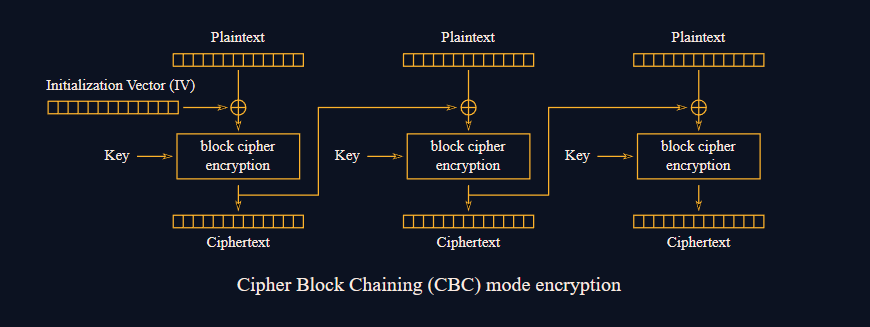 Plaintext
Plaintext
Plaintext
Initialization Vector (IV)
Key
block cipher
encryption
Key
block cipher
encryption
Key
block cipher
encryption
Ciphertext
Ciphertext
Ciphertext
Cipher Block Chaining (CBC) mode encryption